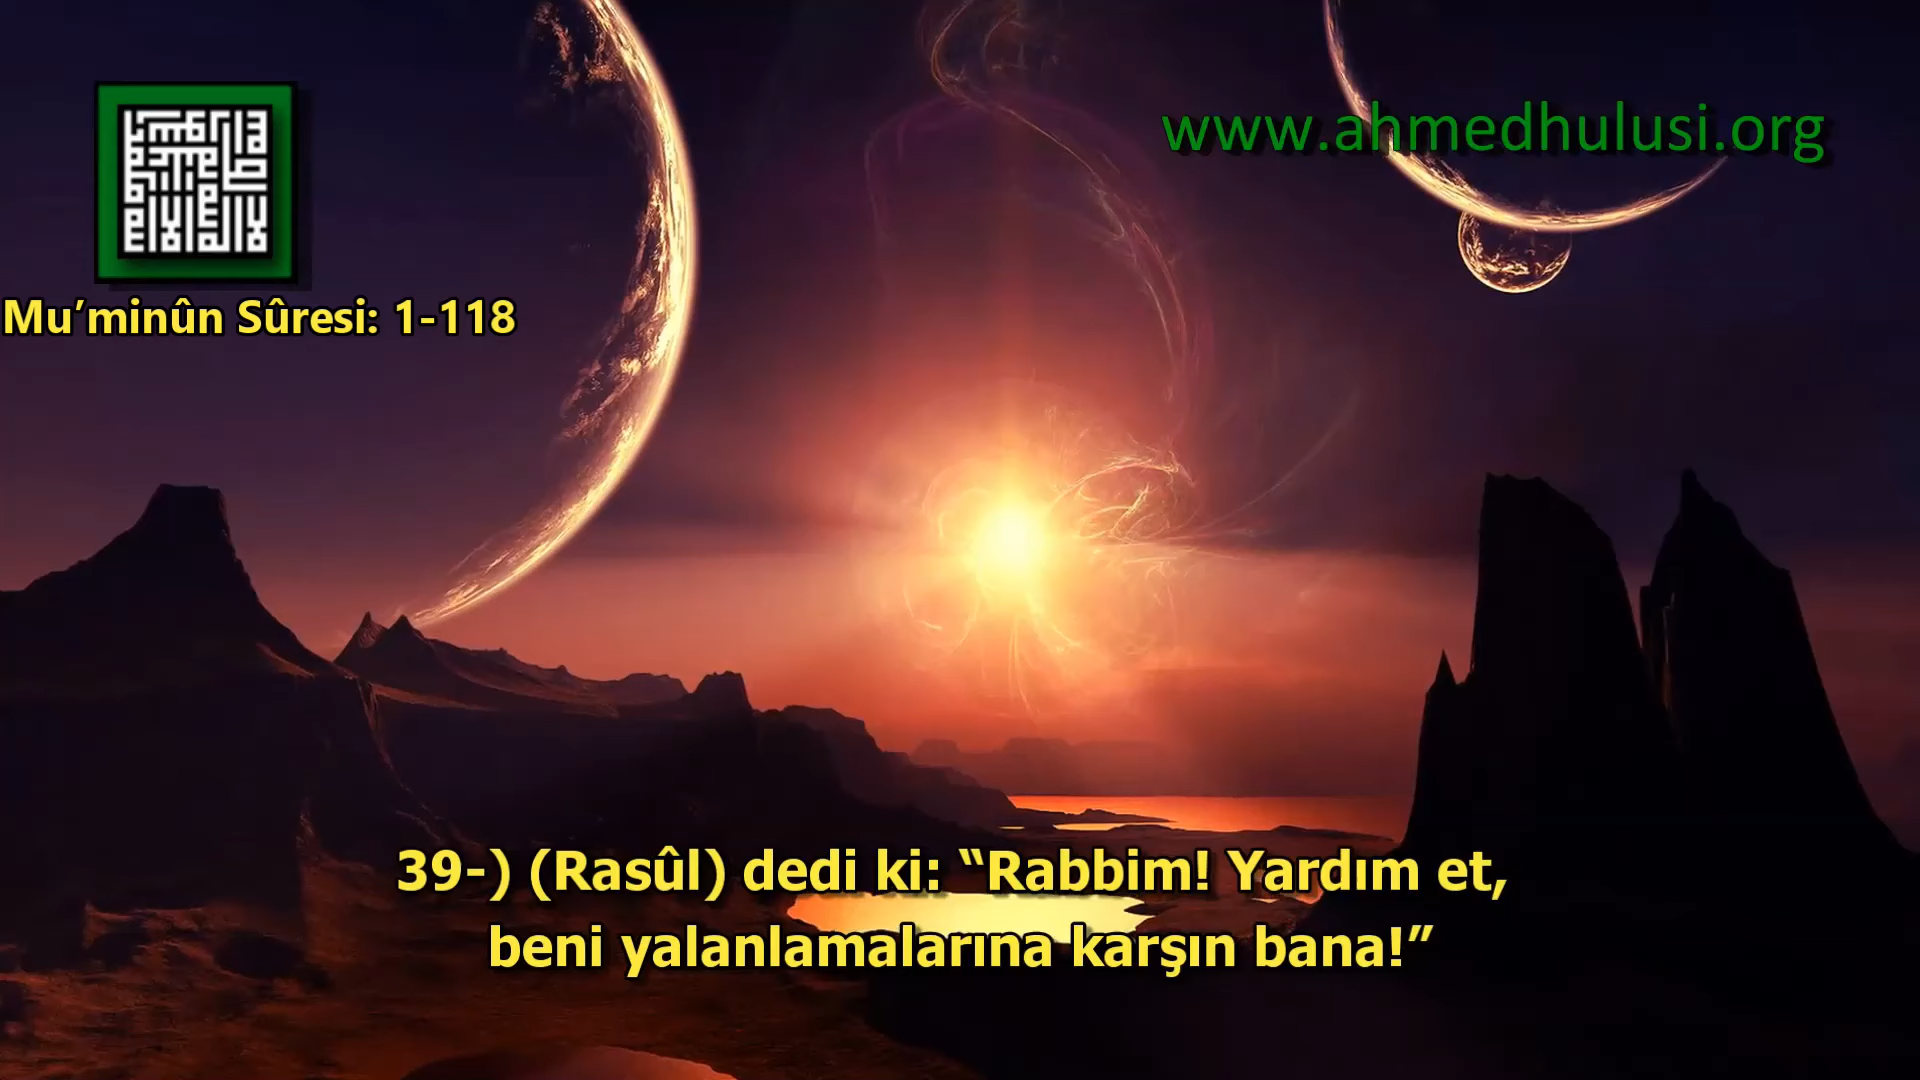 www.ahmedhulusi.org
Mu’minûn Sûresi: 1-118
39-) (Rasûl) dedi ki: “Rabbim! Yardım et,
beni yalanlamalarına karşın bana!”